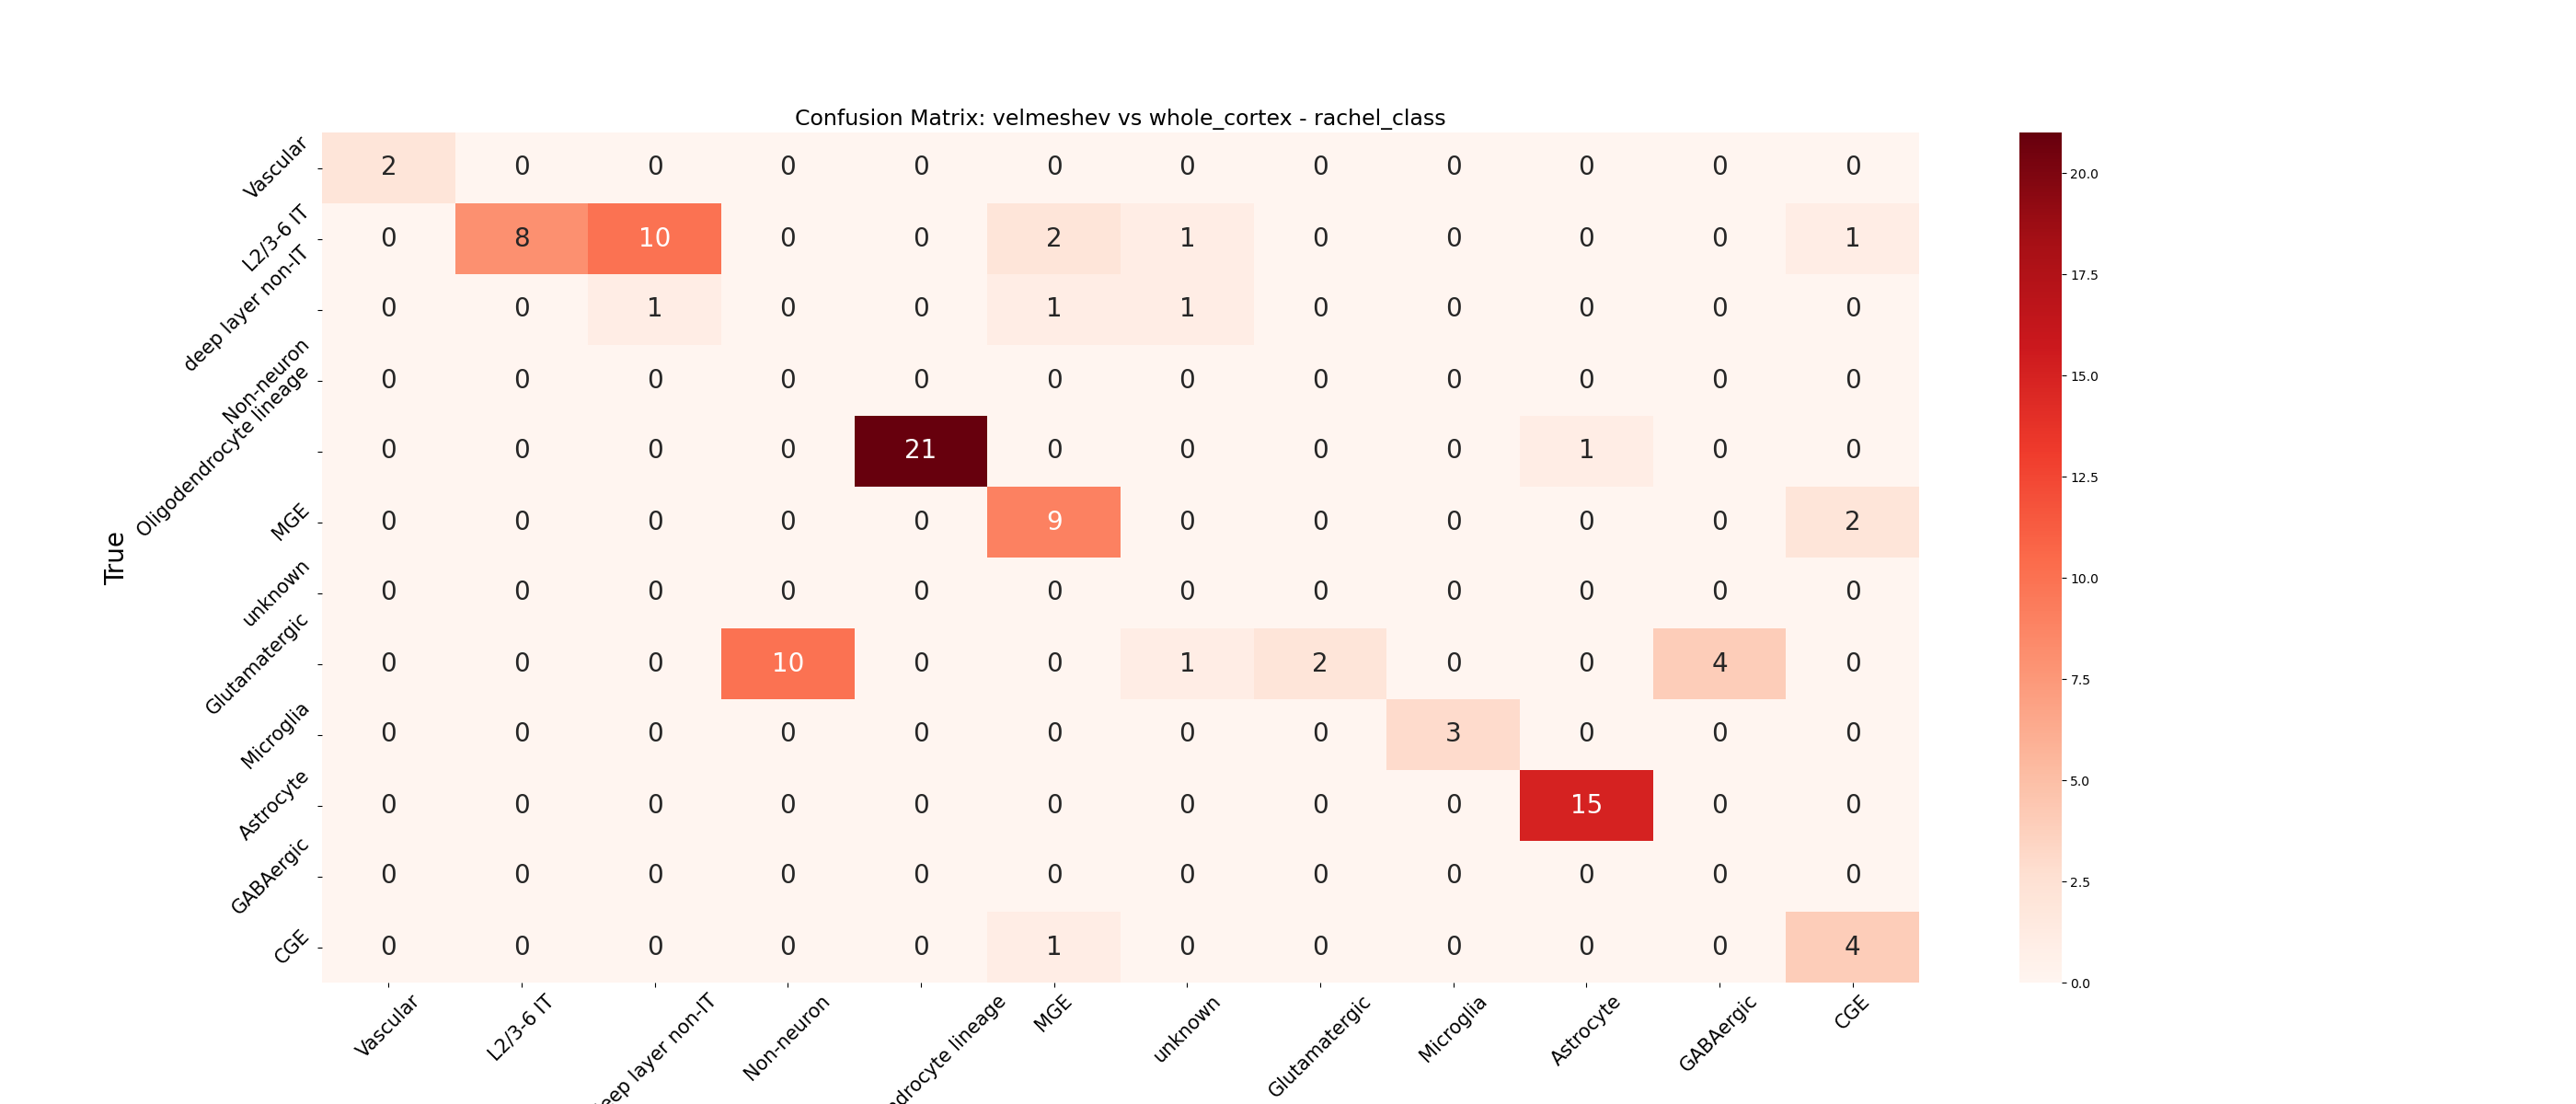 Confusion Matrix: velmeshev vs whole_cortex - rachel_class
True
Vascular 2 0 0 0 0 0 0 0 0 0 0 0
L2/3-6 IT 0 8 10 0 0 2 1 0 0 0 0 1
deep layer non-IT 0 0 1 0 0 1 1 0 0 0 0 0
Non-neuron 0 0 0 0 0 0 0 0 0 0 0 0
Oligodendrocyte lineage 0 0 0 0 21 0 0 0 0 1 0 0
MGE 0 0 0 0 0 9 0 0 0 0 0 2
unknown 0 0 0 0 0 0 0 0 0 0 0 0
Glutamatergic 0 0 0 10 0 0 1 2 0 0 4 0
Microglia 0 0 0 0 0 0 0 0 3 0 0 0
Astrocyte 0 0 0 0 0 0 0 0 0 15 0 0
GABAergic 0 0 0 0 0 0 0 0 0 0 0 0
CGE 0 0 0 0 0 1 0 0 0 0 0 4
Vascular L2/3-6 IT eep layer non-IT Non-neuron drocyte lineage MGE unknown Glutamatergic Microglia Astrocyte GABAergic CGE
20.0
17.5
15.0
12.5
10.0
7.5
5.0
2.5
0.0